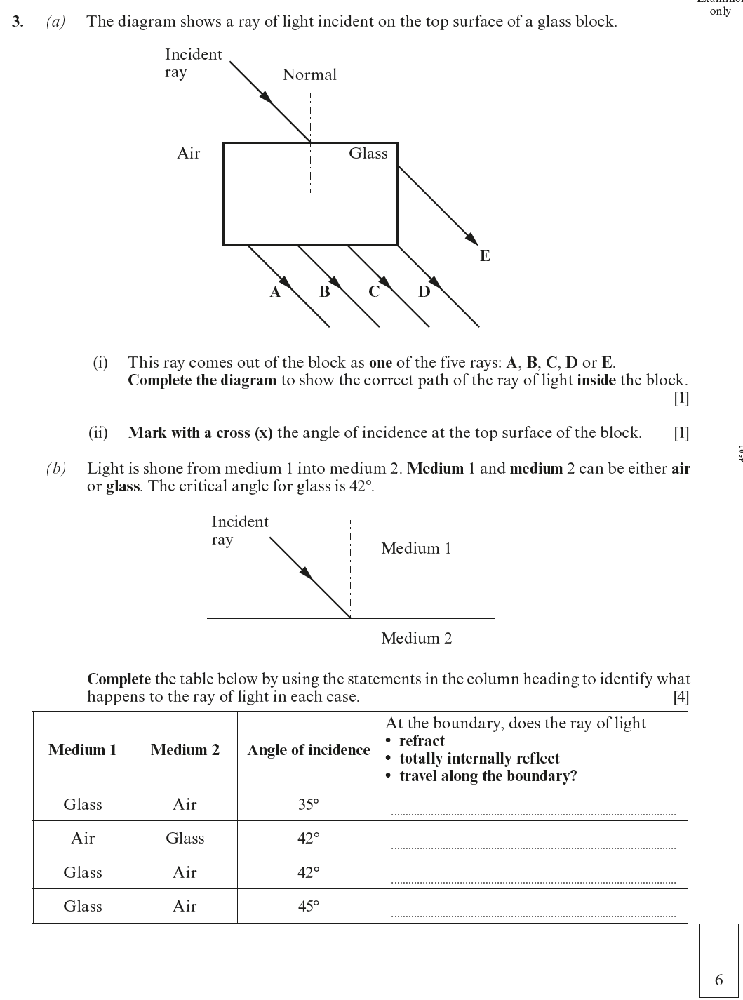 Examiner
only
3. (a) The diagram shows a ray of light incident on the top surface of a glass block.
Incident
ray
Normal
Air
Glass
E
A B C D
(i) This ray comes out of the block as one of the five rays: A, B, C, D or E.
Complete the diagram to show the correct path of the ray of light inside the block.
[1]
(ii) Mark with a cross (x) the angle of incidence at the top surface of the block. [1]
4503
(b) Light is shone from medium 1 into medium 2. Medium 1 and medium 2 can be either air
or glass. The critical angle for glass is 42°.
Incident
ray
Medium 1
Medium 2
Complete the table below by using the statements in the column heading to identify what
happens to the ray of light in each case. [4]
Medium 1 Medium 2 Angle of incidence
At the boundary, does the ray of light
• refract
• totally internally reflect
• travel along the boundary?
Glass Air 35°
Air Glass 42°
Glass Air 42°
Glass Air 45°
6